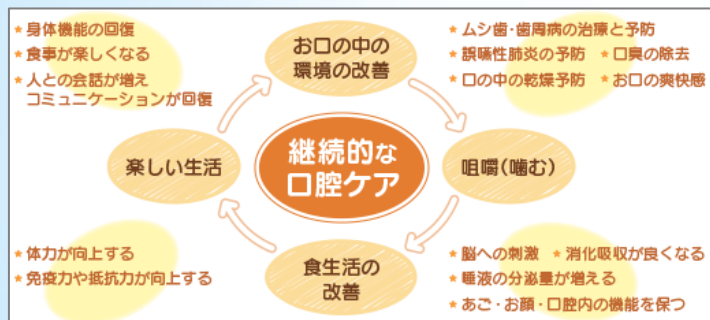 ★身体機能の回復
★食事が楽しくなる
★人との会話が増え
コミュニケーションが回復
お口の中の
環境の改善
★ムシ歯・歯周病の治療と予防
★誤嚥性肺炎の予防 ★口臭の除去
★口の中の乾燥予防 ★お口の爽快感
楽しい生活
継続的な
口腔ケア
咀嚼(噛む)
★体力が向上する
★免疫力や抵抗力が向上する
食生活の
改善
★脳への刺激 ★消化吸収が良くなる
★唾液の分泌量が増える
★あご・お顔・口腔内の機能を保つ